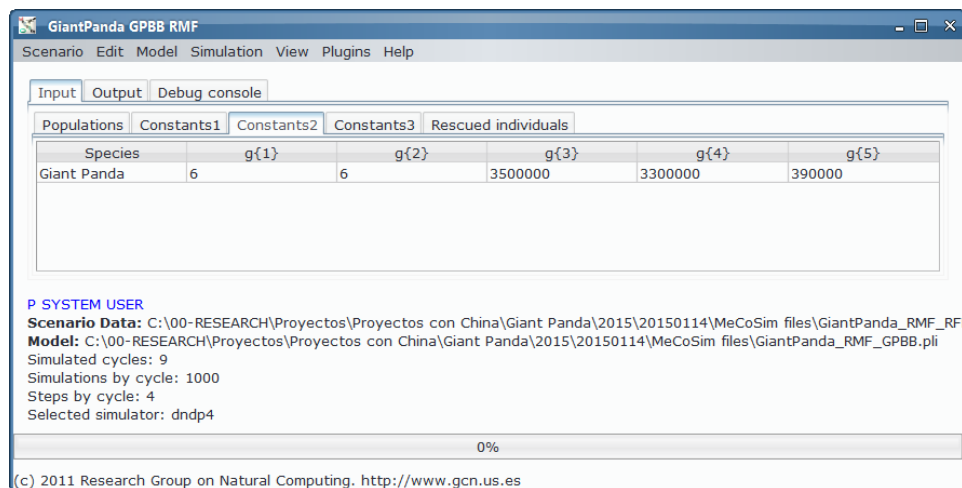 GiantPanda GPBB RMF
Scenario Edit Model Simulation View Plugins Help
Input Output Debug console
Populations Constants1 Constants2 Constants3 Rescued individuals
Species g{1} g{2} g{3} g{4} g{5}
Giant Panda 6 6 3500000 3300000 390000
P SYSTEM USER
Scenario Data: C:\00-RESEARCH\Proyectos\Proyectos con China\Giant Panda\2015\20150114\MeCoSim files\GiantPanda_RMF_RF
Model: C:\00-RESEARCH\Proyectos\Proyectos con China\Giant Panda\2015\20150114\MeCoSim files\GiantPanda_RMF_GPBB.pli
Simulated cycles: 9
Simulations by cycle: 1000
Steps by cycle: 4
Selected simulator: dndp4
0%
(c) 2011 Research Group on Natural Computing. http://www.gcn.us.es